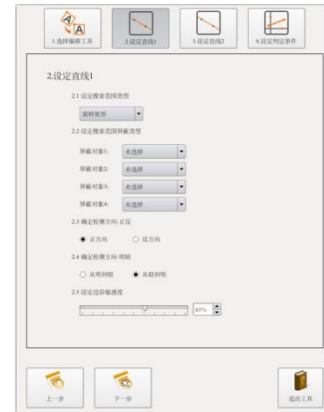 1.选择偏移工具
2.设定直线1
3.设定直线2
4.设定判定条件
2.设定直线1
2.1 设定搜索范围类型
旋转矩形
2.2 设定搜索范围屏蔽类型
屏蔽对象1: 未选择
屏蔽对象2: 未选择
屏蔽对象3: 未选择
屏蔽对象4: 未选择
2.3 确定检测方向-正反
正方向 反方向
2.4 确定检测方向-明暗
从明到暗 从暗到明
2.5 设定边沿敏感度
65%
上一步
下一步
退出工具